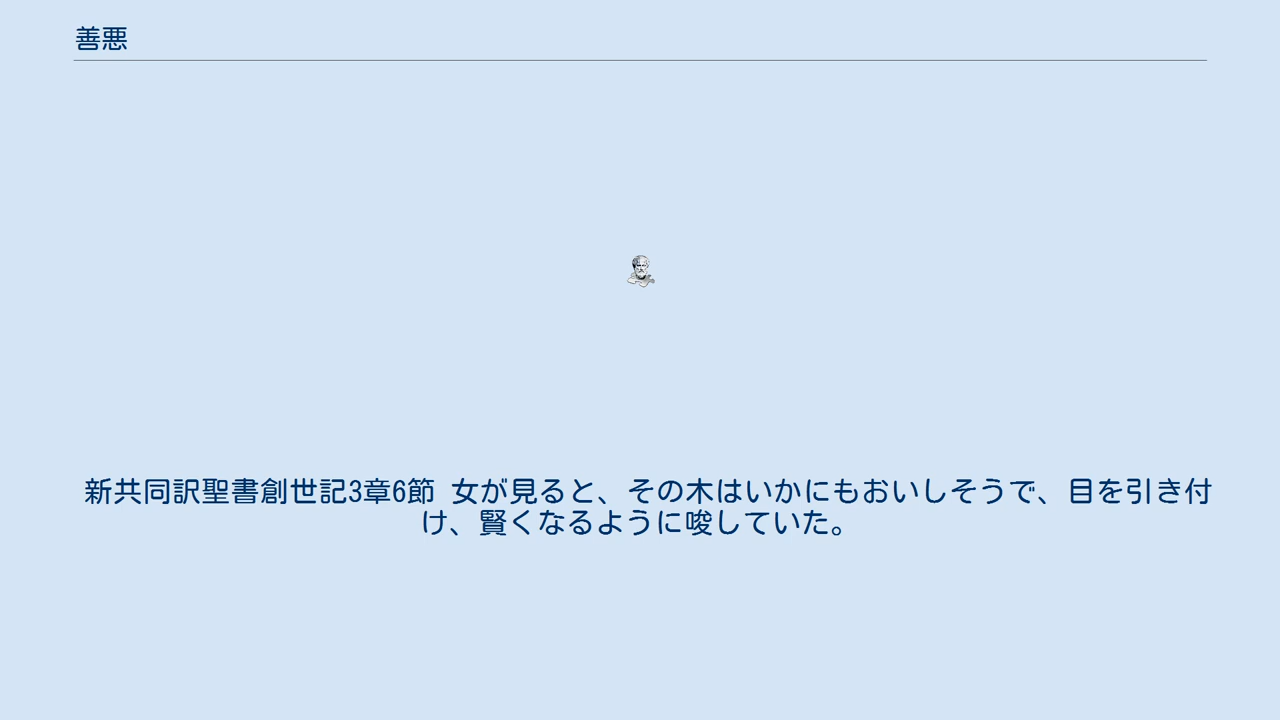 善悪
新共同訳聖書創世記3章6節 女が見ると、その木はいかにもおいしそうで、目を引き付
け、賢くなるように唆していた。